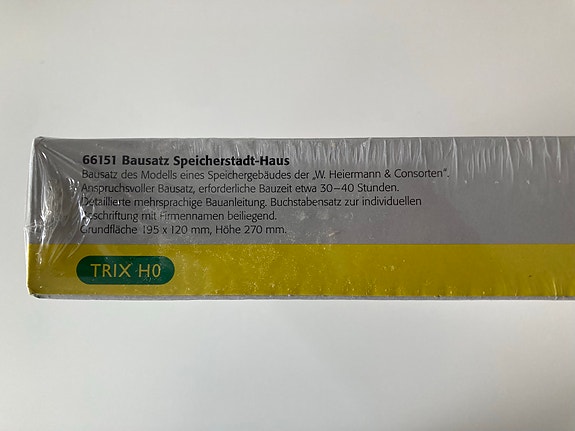 66151 Bausatz Speicherstadt-Haus
Bausatz des Modells eines Speichergebäudes der „W. Heiermann & Consorten".
Anspruchsvoller Bausatz, erforderliche Bauzeit etwa 30–40 Stunden.
Detaillierte mehrsprachige Bauanleitung. Buchstabensatz zur individuellen
Beschriftung mit Firmennamen beiliegend.
Grundfläche 195 x 120 mm, Höhe 270 mm.
TRIX H0